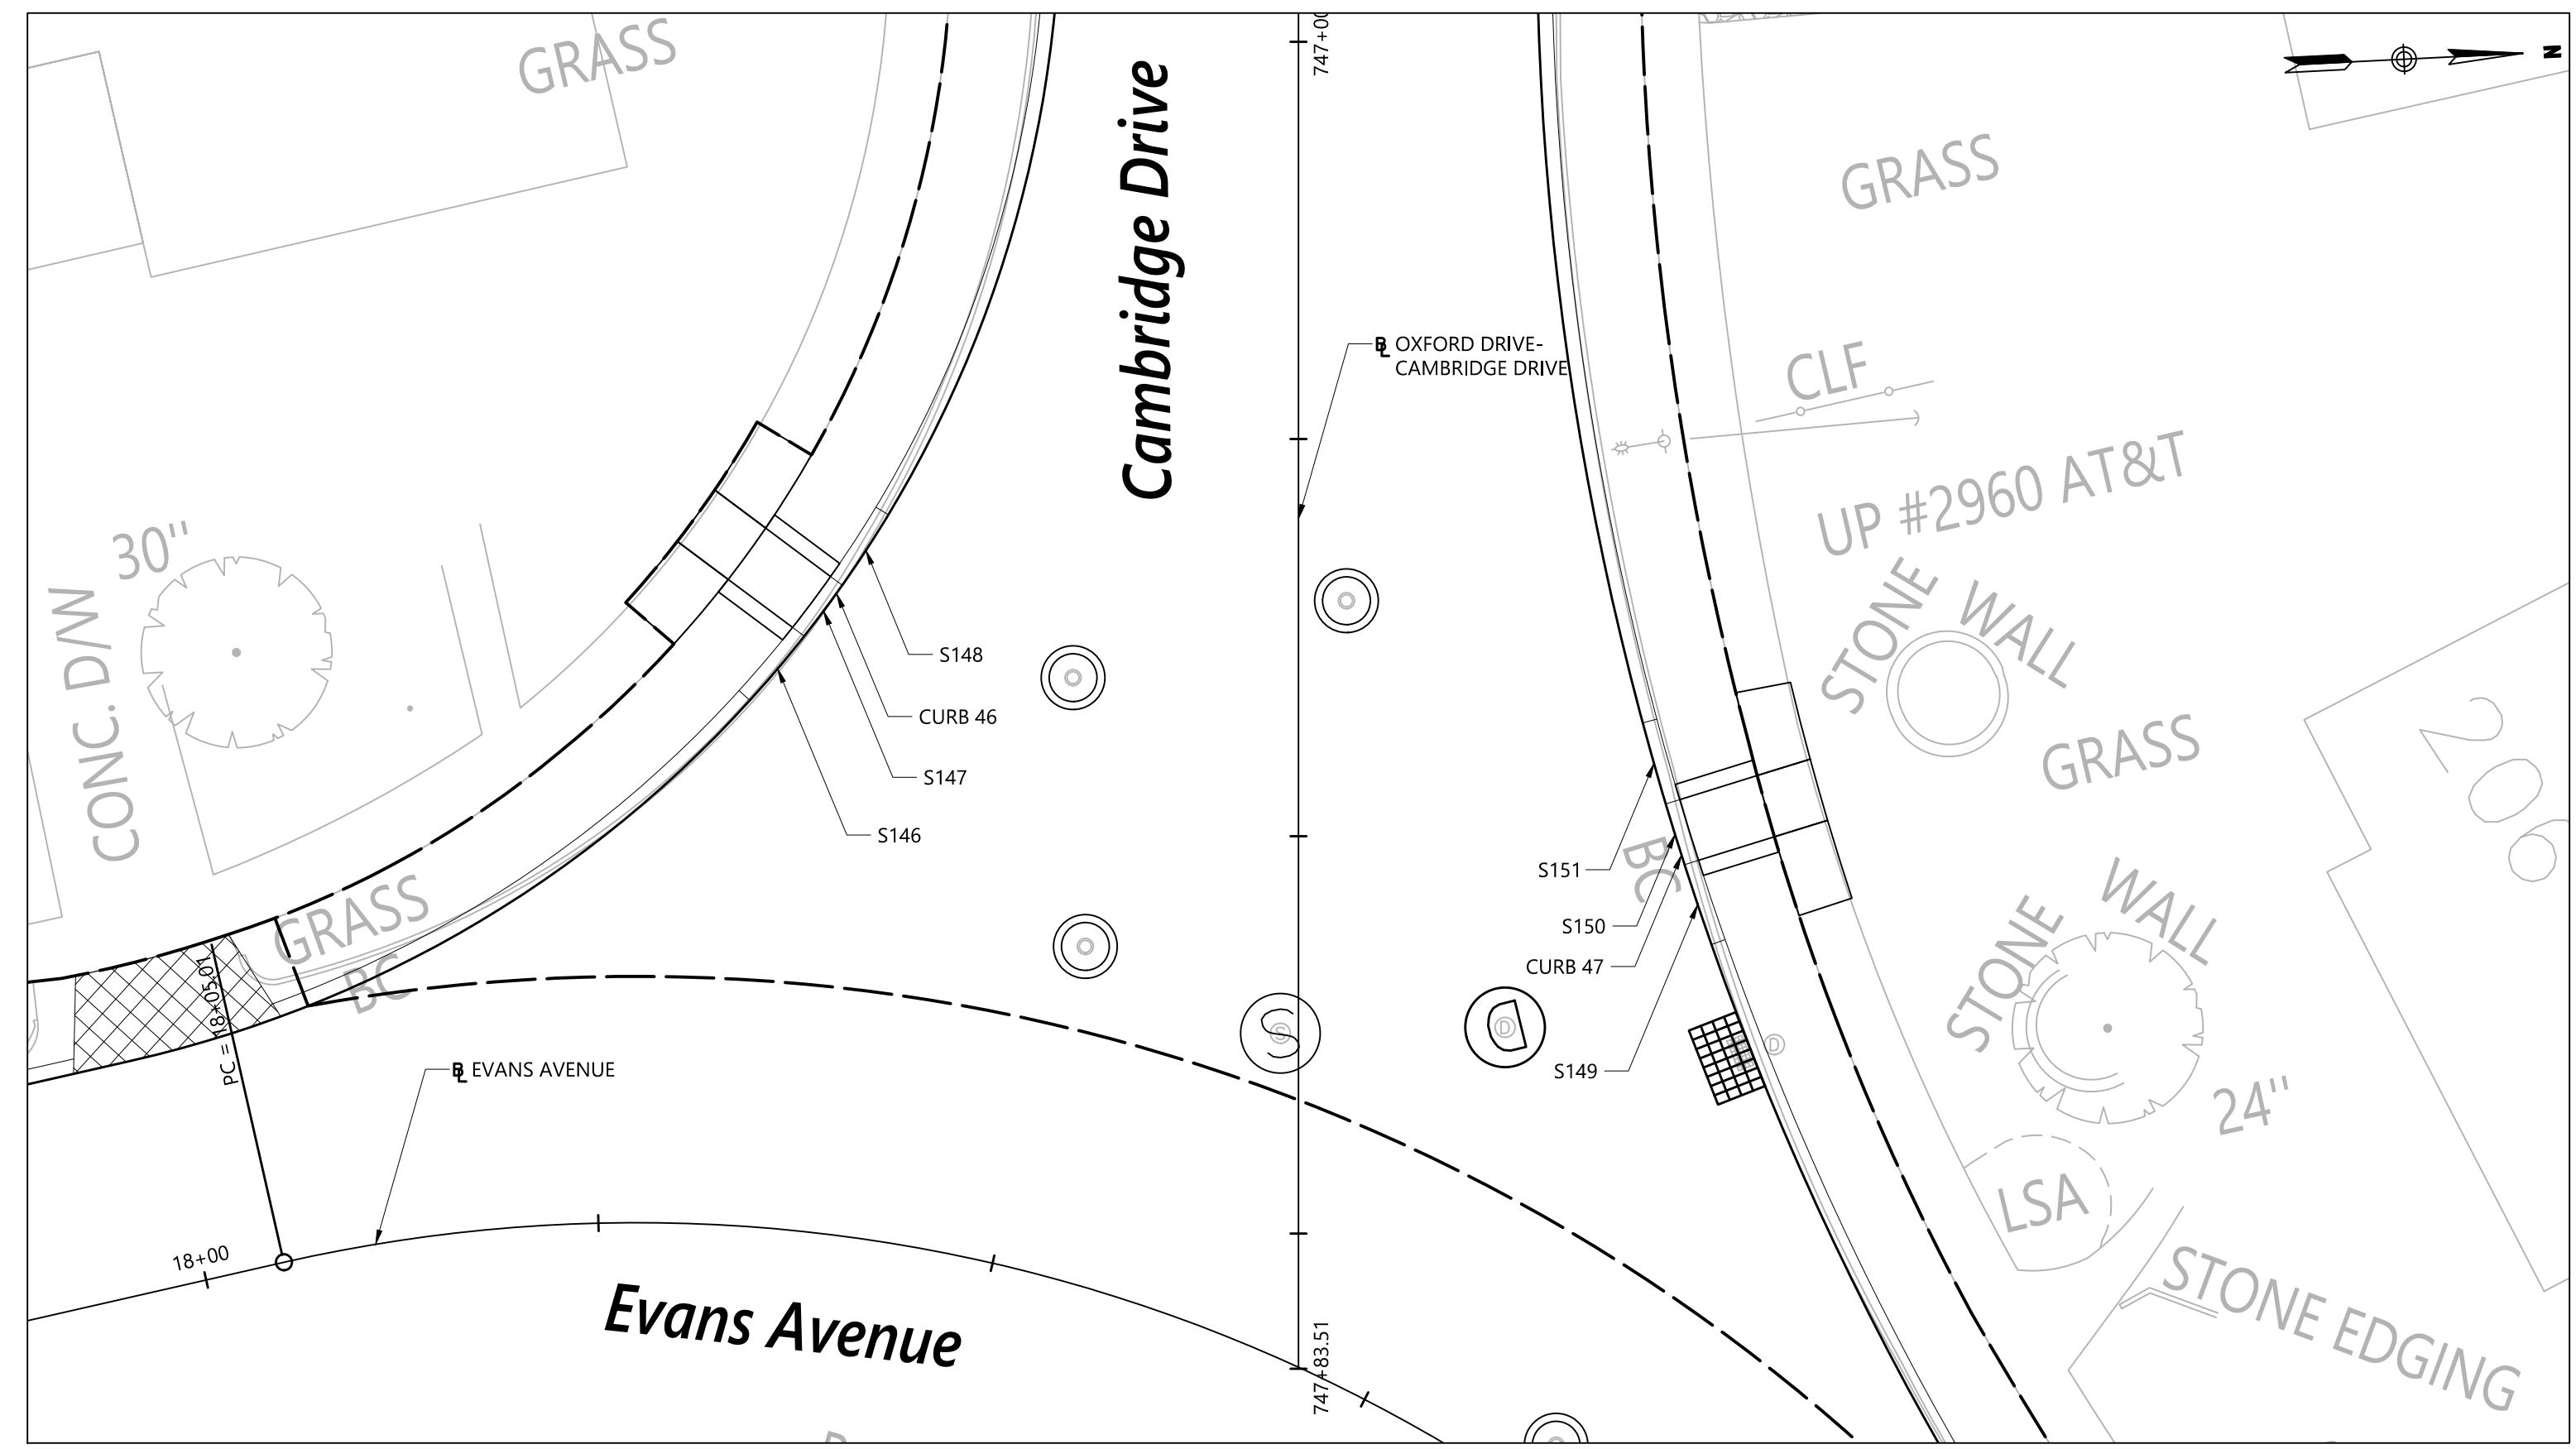 GRASS
Cambridge Drive
747+00
N
GRASS
OXFORD DRIVE-
CAMBRIDGE DRIVE
CLF
UP #2960 AT&T
30"
CONC. D/W
STONE WALL
S148
CURB 46
S147
S146
GRASS
206
S151
BC
S150
CURB 47
S149
STONE WALL
24"
GRASS
BC
S
D
D
PC = 18+05.01
BL EVANS AVENUE
LSA
18+00
Evans Avenue
747+83.51
STONE EDGING